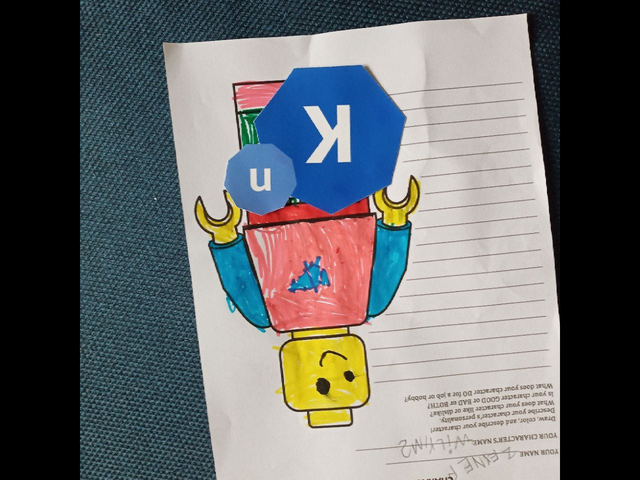 YOUR NAME:
YOUR CHARACTER'S NAME:
Draw, color, and describe your character!
Describe your character's personality.
What does your character like or dislike?
Is your character GOOD or BAD or BOTH?
What does your character DO for a job or hobby?
u
K